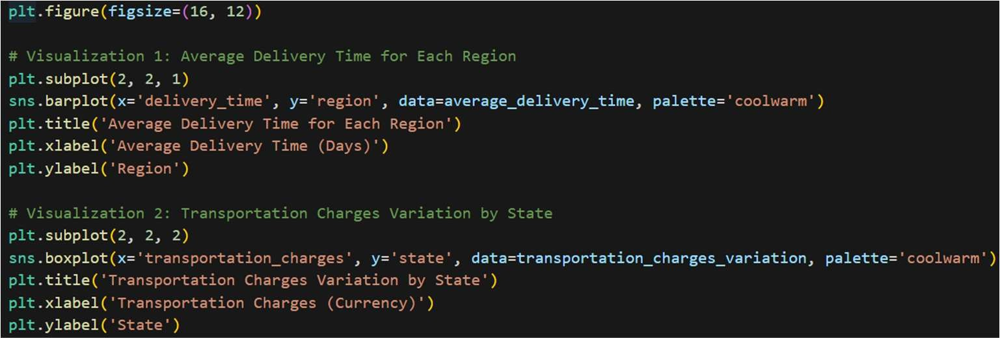 plt.figure(figsize=(16, 12))
# Visualization 1: Average Delivery Time for Each Region
plt.subplot(2, 2, 1)
sns.barplot(x='delivery_time', y='region', data=average_delivery_time, palette='coolwarm')
plt.title('Average Delivery Time for Each Region')
plt.xlabel('Average Delivery Time (Days)')
plt.ylabel('Region')
# Visualization 2: Transportation Charges Variation by State
plt.subplot(2, 2, 2)
sns.boxplot(x='transportation_charges', y='state', data=transportation_charges_variation, palette='coolwarm')
plt.title('Transportation Charges Variation by State')
plt.xlabel('Transportation Charges (Currency)')
plt.ylabel('State')